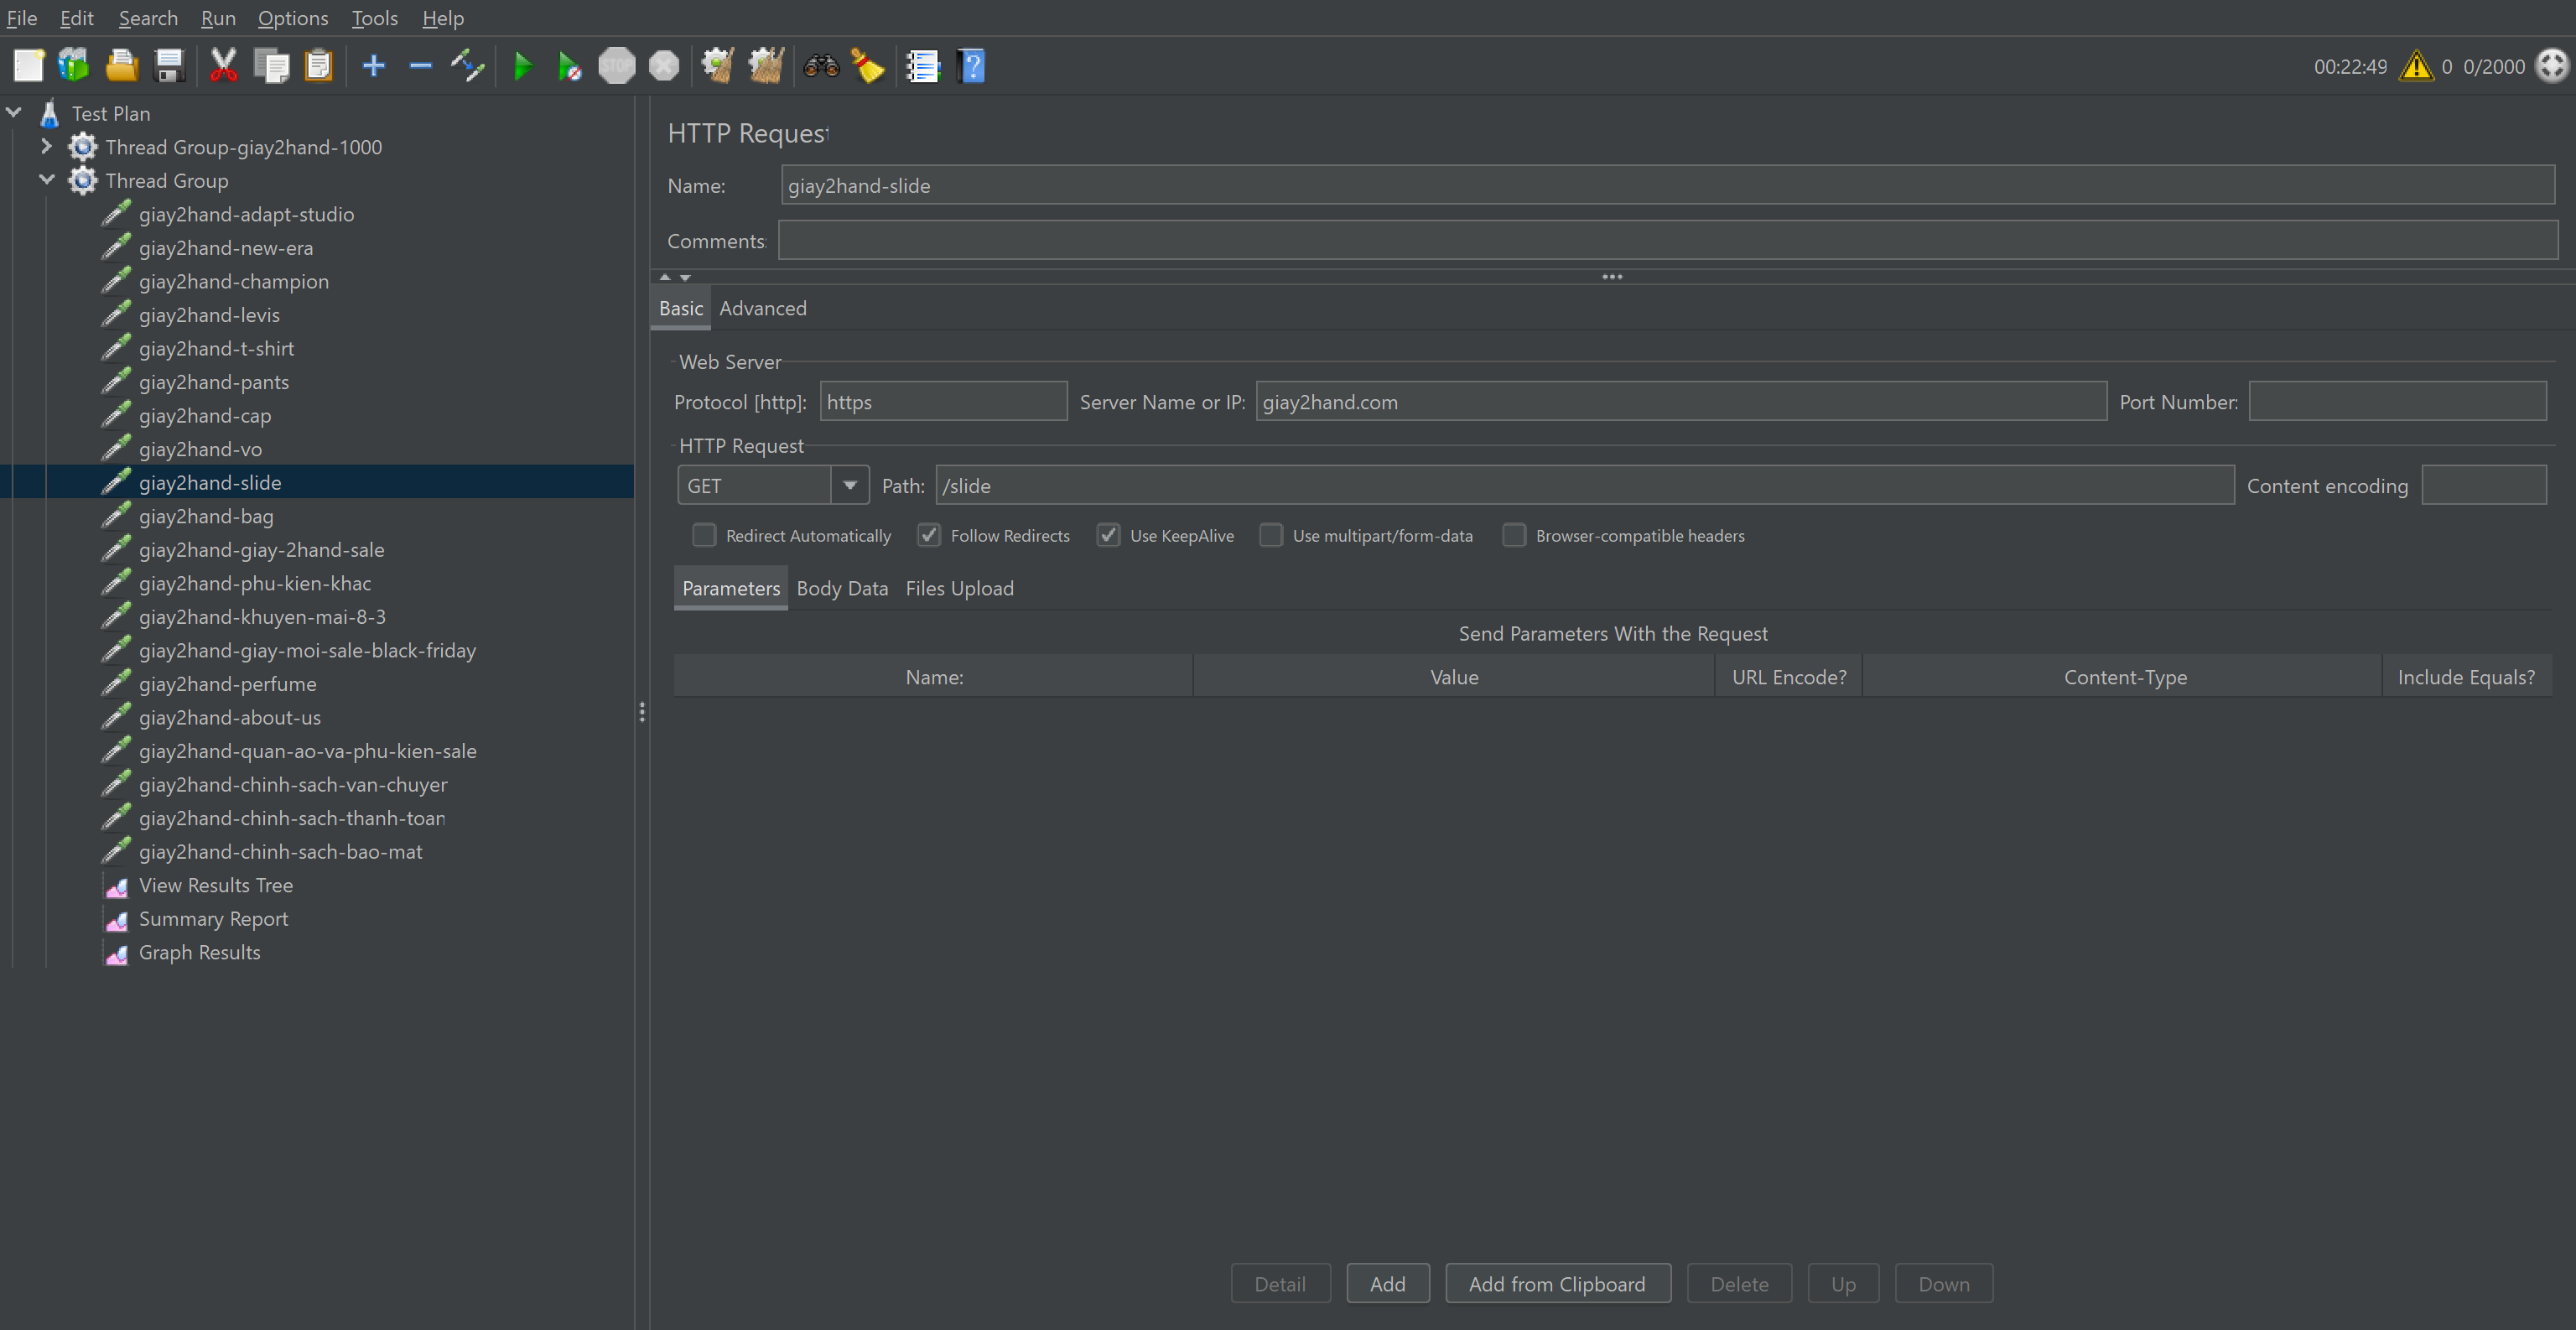 File Edit Search Run Options Tools Help
STOP
00:22:49 0 0/2000
Test Plan
Thread Group-giay2hand-1000
Thread Group
giay2hand-adapt-studio
giay2hand-new-era
giay2hand-champion
giay2hand-levis
giay2hand-t-shirt
giay2hand-pants
giay2hand-cap
giay2hand-vo
giay2hand-slide
giay2hand-bag
giay2hand-giay-2hand-sale
giay2hand-phu-kien-khac
giay2hand-khuyen-mai-8-3
giay2hand-giay-moi-sale-black-friday
giay2hand-perfume
giay2hand-about-us
giay2hand-quan-ao-va-phu-kien-sale
giay2hand-chinh-sach-van-chuyer
giay2hand-chinh-sach-thanh-toan
giay2hand-chinh-sach-bao-mat
View Results Tree
Summary Report
Graph Results
HTTP Request
Name: giay2hand-slide
Comments:
Basic Advanced
Web Server
Protocol [http]: https Server Name or IP: giay2hand.com Port Number:
HTTP Request
GET Path: /slide Content encoding
Redirect Automatically Follow Redirects Use KeepAlive Use multipart/form-data Browser-compatible headers
Parameters Body Data Files Upload
Send Parameters With the Request
Name: Value URL Encode? Content-Type Include Equals?
Detail Add Add from Clipboard Delete Up Down